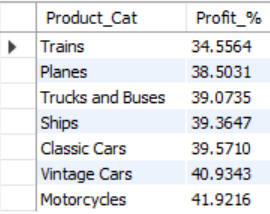 Product_Cat Profit_%
Trains 34.5564
Planes 38.5031
Trucks and Buses 39.0735
Ships 39.3647
Classic Cars 39.5710
Vintage Cars 40.9343
Motorcycles 41.9216